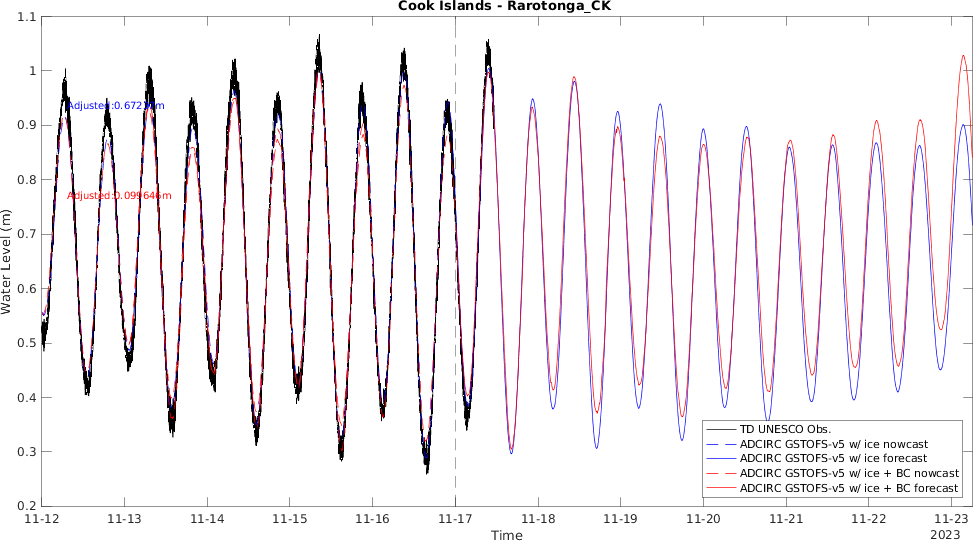 Cook Islands - Rarotonga_CK
1.1
1
0.9
0.8
0.7
0.6
0.5
0.4
0.3
0.2
Water Level (m)
Adjusted:0.099646m
TD UNESCO Obs.
ADCIRC GSTOFS-v5 w/ ice nowcast
ADCIRC GSTOFS-v5 w/ ice forecast
ADCIRC GSTOFS-v5 w/ ice + BC nowcast
ADCIRC GSTOFS-v5 w/ ice + BC forecast
11-12 11-13 11-14 11-15 11-16 11-17 11-18 11-19 11-20 11-21 11-22 11-23
Time
2023